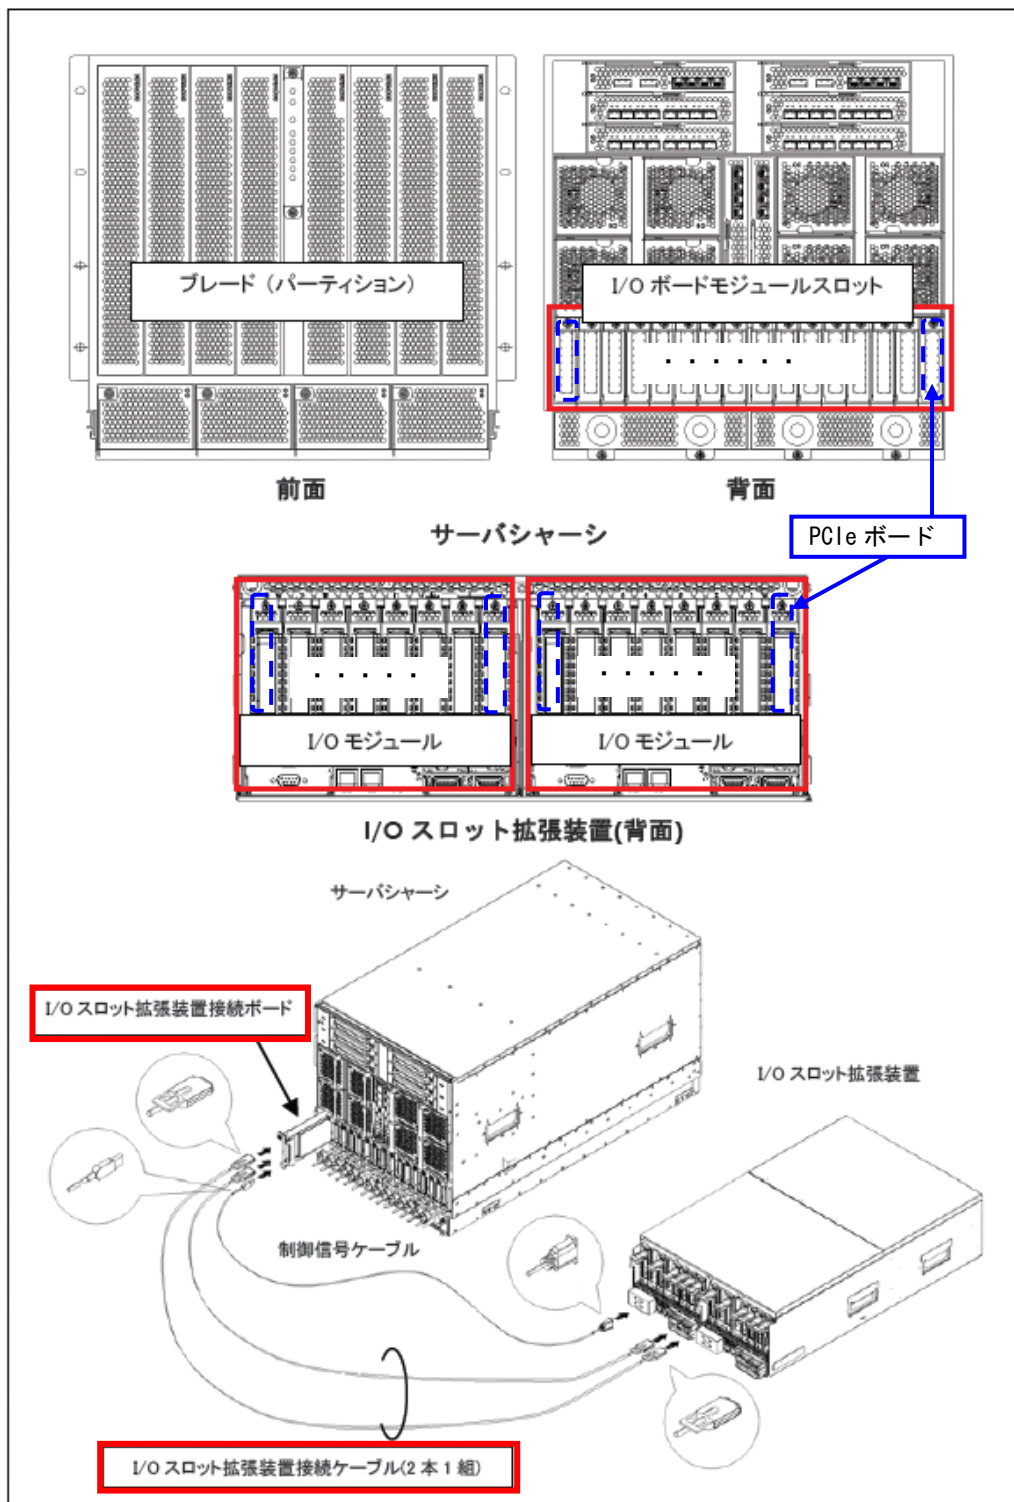 ブレード（パーティション）
I/O ボードモジュールスロット
・・・・・・
前面
背面
サーバシャーシ
PCIe ボード
・・・・・
・・・・・
I/O モジュール
I/O モジュール
I/O スロット拡張装置(背面)
サーバシャーシ
I/O スロット拡張装置接続ボード
I/O スロット拡張装置
制御信号ケーブル
I/O スロット拡張装置接続ケーブル(2 本 1 組)